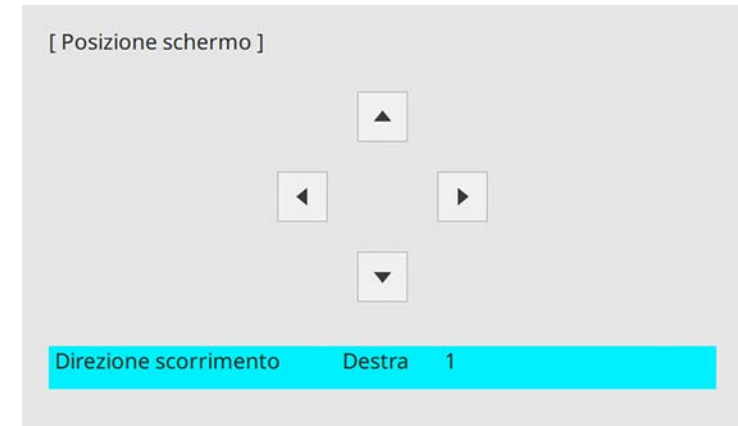 [ Posizione schermo ]
Direzione scorrimento Destra 1